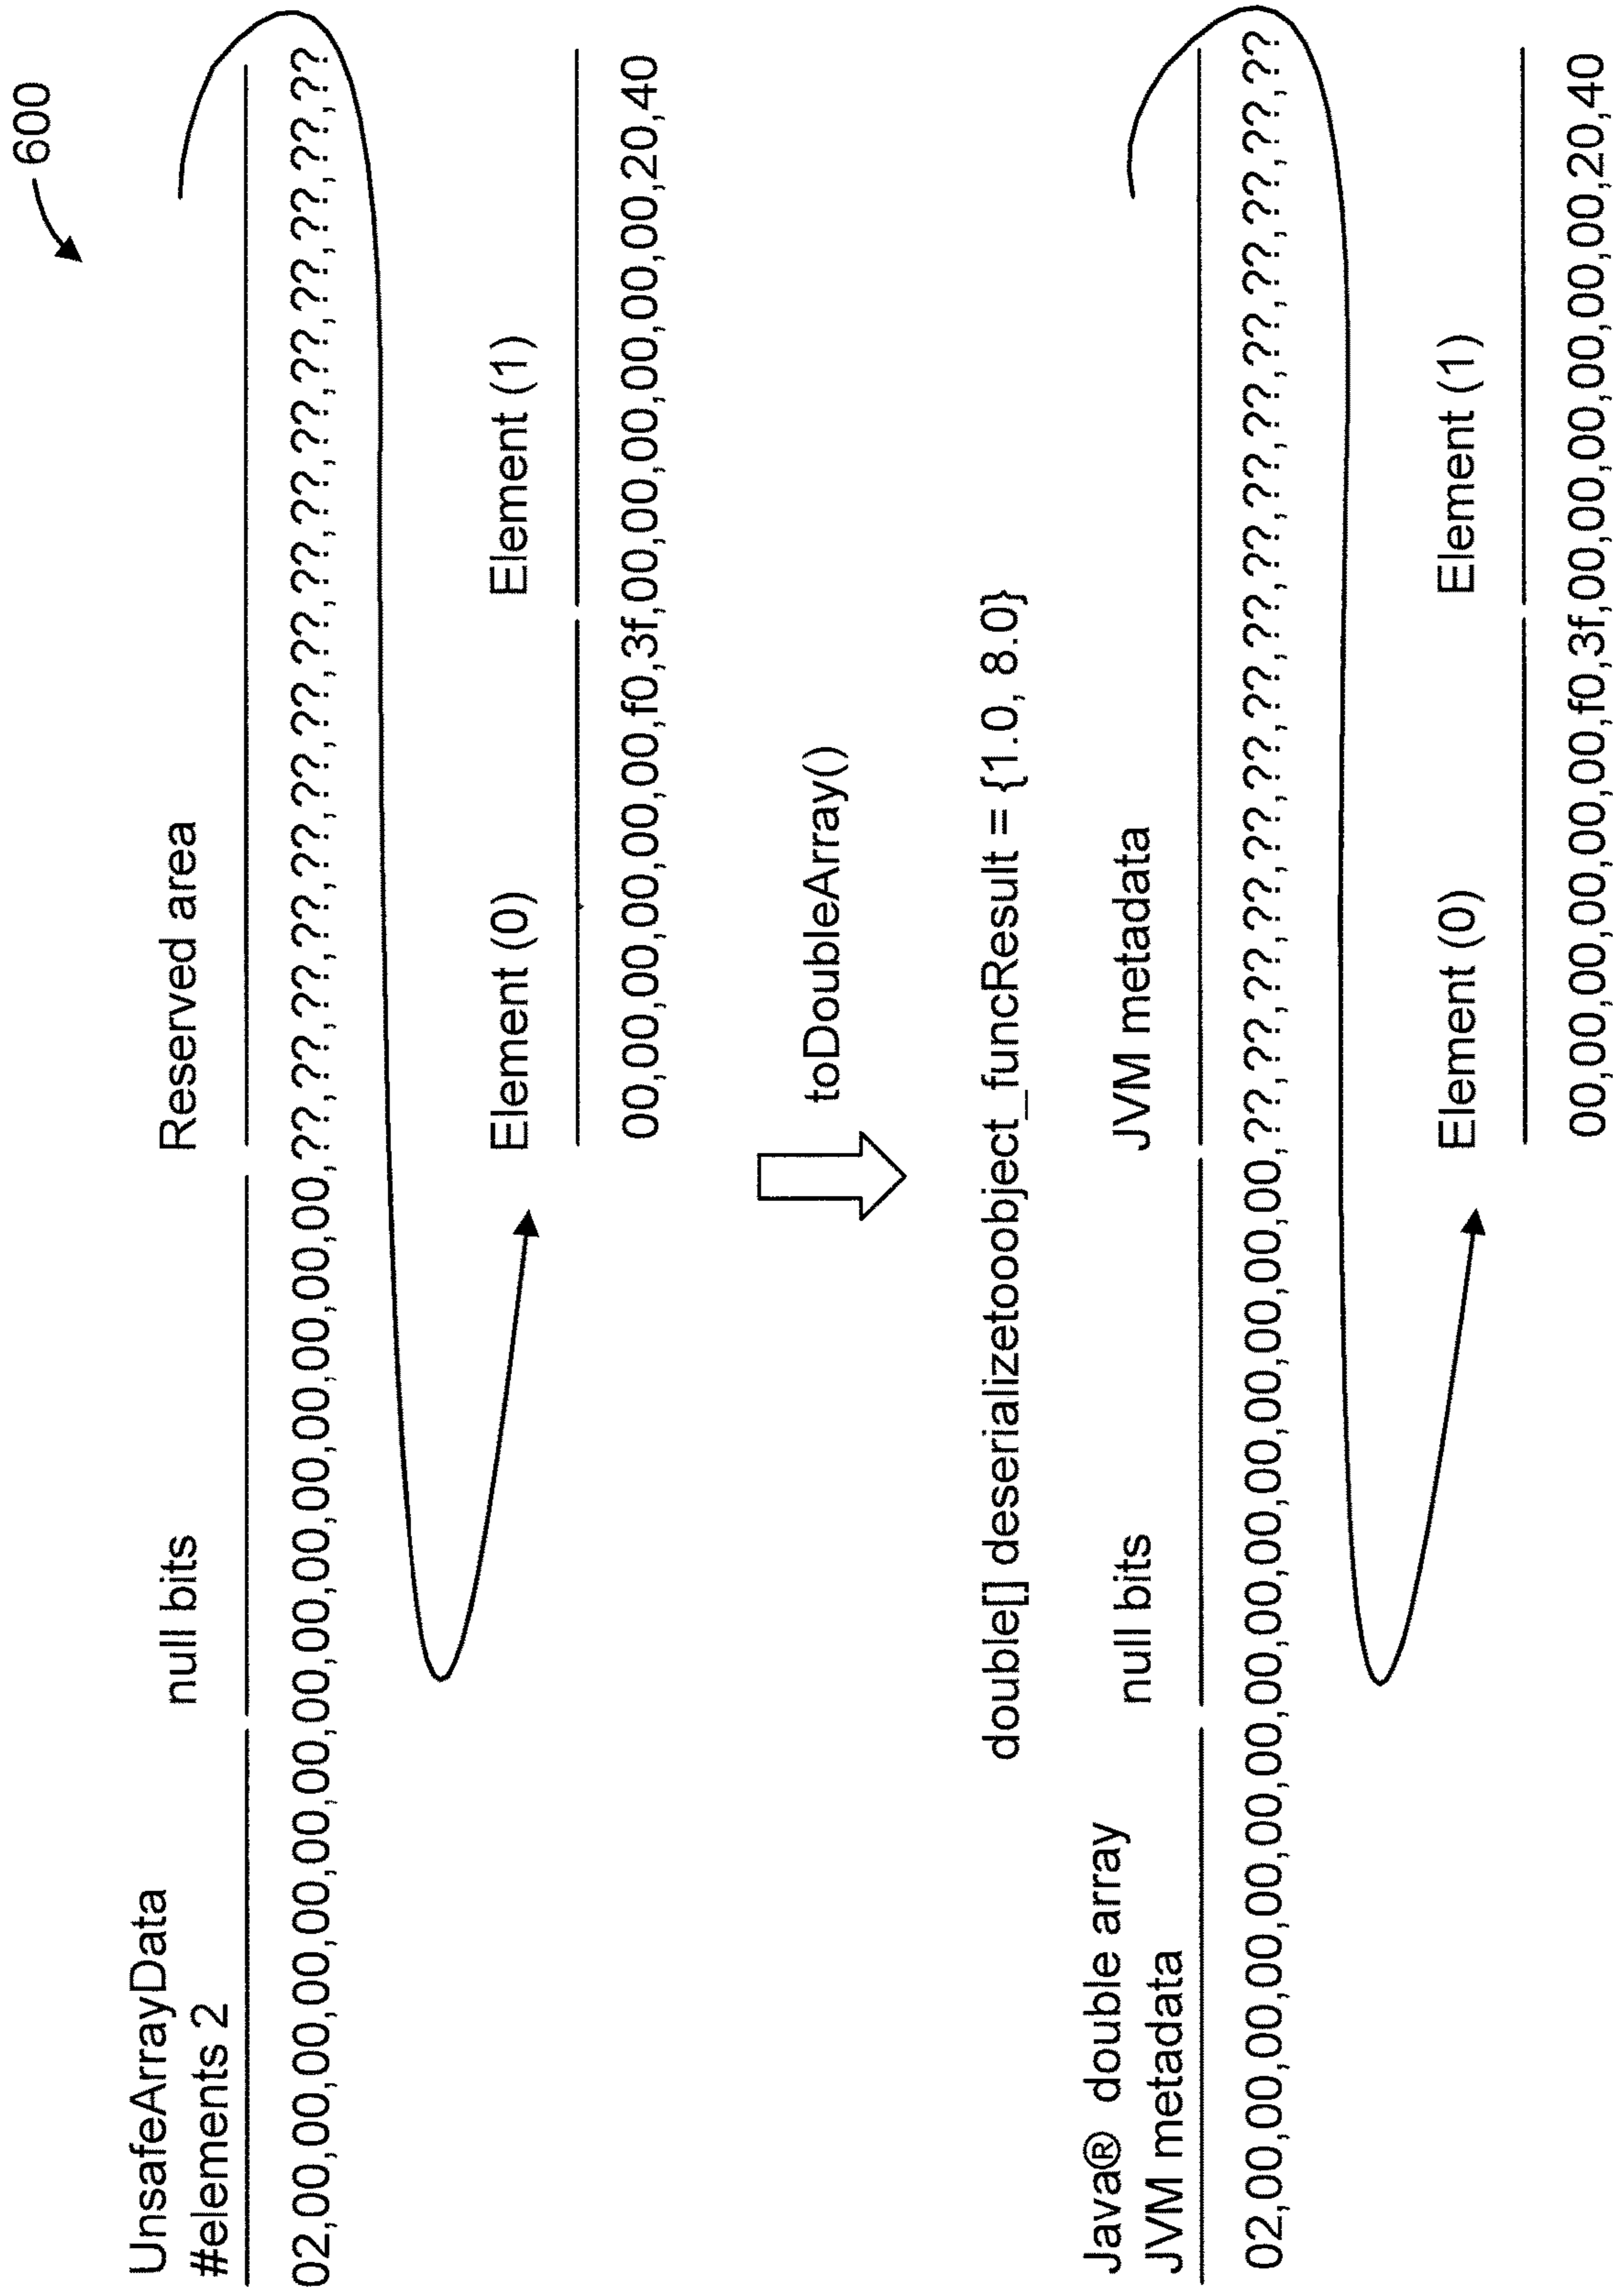 600
UnsafeArrayData
#elements 2 null bits Reserved area
02,00,00,00,00,00,00,00,00,00,00,00,00,00,00,00,??,??,??,??,??,??,??,??,??,??,??,??,??,??,??,??
Element (0) Element (1)
00,00,00,00,00,00,f0,3f,00,00,00,00,00,00,20,40
toDoubleArray()
double[] deserializetooobject_funcResult = {1.0, 8.0}
Java® double array
JVM metadata null bits JVM metadata
02,00,00,00,00,00,00,00,00,00,00,00,00,00,00,00,??,??,??,??,??,??,??,??,??,??,??,??,??,??,??,??
Element (0) Element (1)
00,00,00,00,00,00,f0,3f,00,00,00,00,00,00,20,40